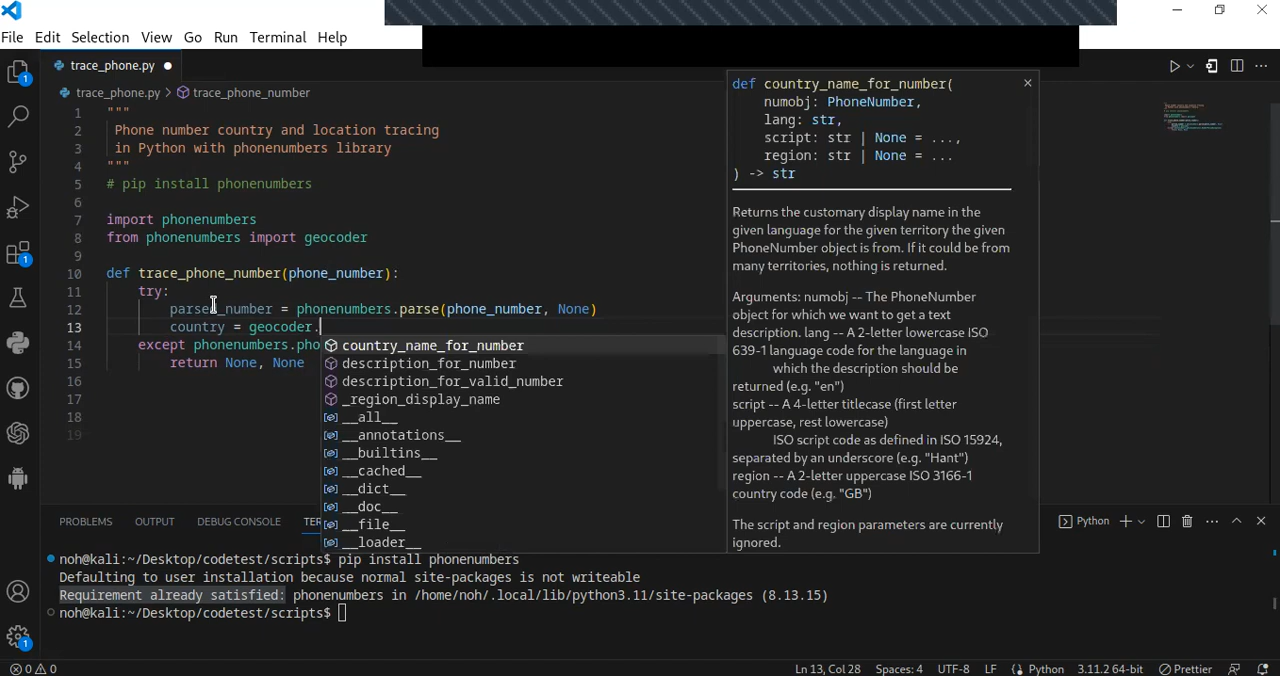 File Edit Selection View Go Run Terminal Help
trace_phone.py
trace_phone.py > trace_phone_number
1 """
2 Phone number country and location tracing
3 in Python with phonenumbers library
4 """
5 # pip install phonenumbers
6
7 import phonenumbers
8 from phonenumbers import geocoder
9
10 def trace_phone_number(phone_number):
11 try:
12 parsed_number = phonenumbers.parse(phone_number, None)
13 country = geocoder.
14 except phonenumbers.pho
15 return None, None
16
17
18
19
country_name_for_number
description_for_number
description_for_valid_number
_region_display_name
__all__
__annotations__
__builtins__
__cached__
__dict__
__doc__
__file__
__loader__
def country_name_for_number(
numobj: PhoneNumber,
lang: str,
script: str | None = ...,
region: str | None = ...
) -> str
Returns the customary display name in the
given language for the given territory the given
PhoneNumber object is from. If it could be from
many territories, nothing is returned.
Arguments: numobj -- The PhoneNumber
object for which we want to get a text
description. lang -- A 2-letter lowercase ISO
639-1 language code for the language in
which the description should be
returned (e.g. "en")
script -- A 4-letter titlecase (first letter
uppercase, rest lowercase)
ISO script code as defined in ISO 15924,
separated by an underscore (e.g. "Hant")
region -- A 2-letter uppercase ISO 3166-1
country code (e.g. "GB")
The script and region parameters are currently
ignored.
1
1
1
PROBLEMS OUTPUT DEBUG CONSOLE TER
Python
noh@kali:~/Desktop/codetest/scripts$ pip install phonenumbers
Defaulting to user installation because normal site-packages is not writeable
Requirement already satisfied: phonenumbers in /home/noh/.local/lib/python3.11/site-packages (8.13.15)
noh@kali:~/Desktop/codetest/scripts$
0 0 Ln 13, Col 28 Spaces: 4 UTF-8 LF Python 3.11.2 64-bit Prettier